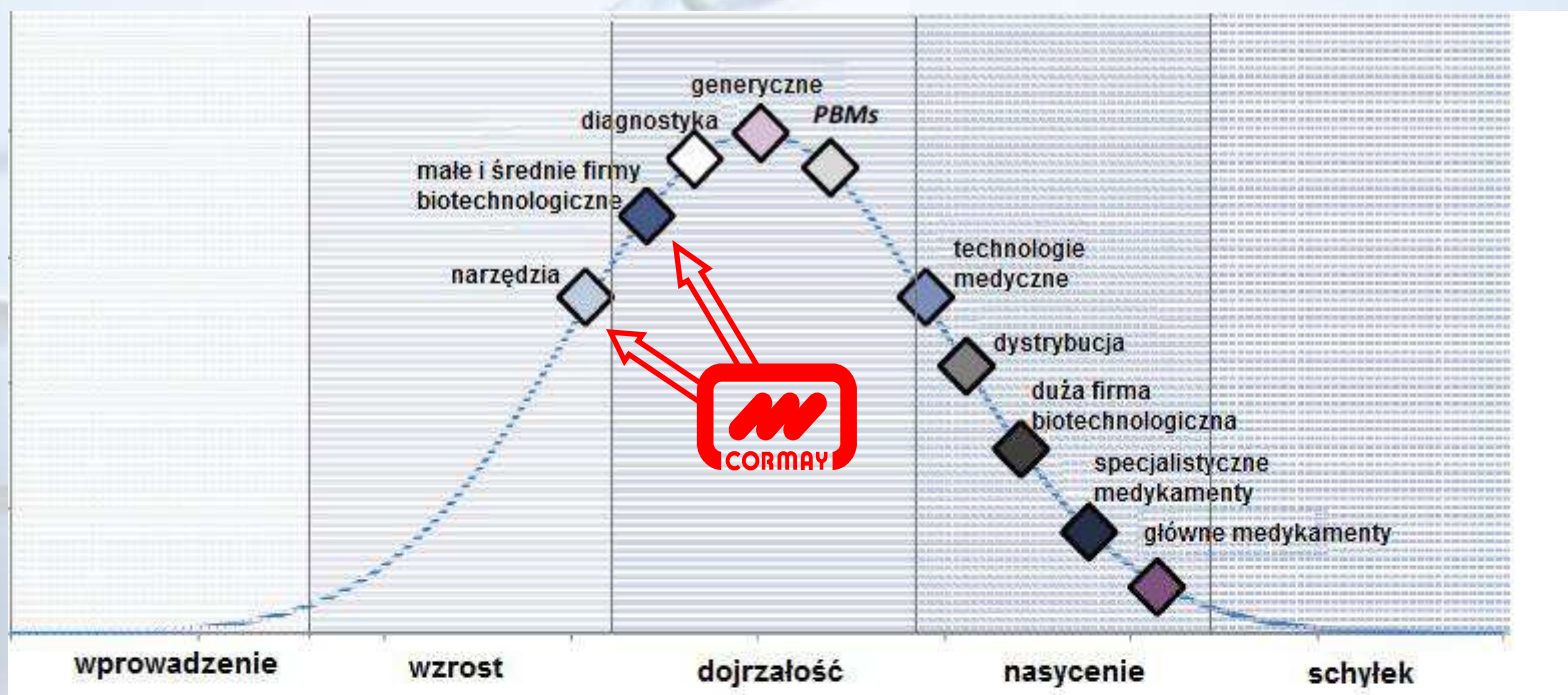 generyczne
diagnostyka
PBMs
małe i średnie firmy
biotechnologiczne
narzędzia
technologie
medyczne
dystrybucja
duża firma
biotechnologiczna
specjalistyczne
medykamenty
główne medykamenty
CORMAY
wprowadzenie
wzrost
dojrzałość
nasycenie
schyłek